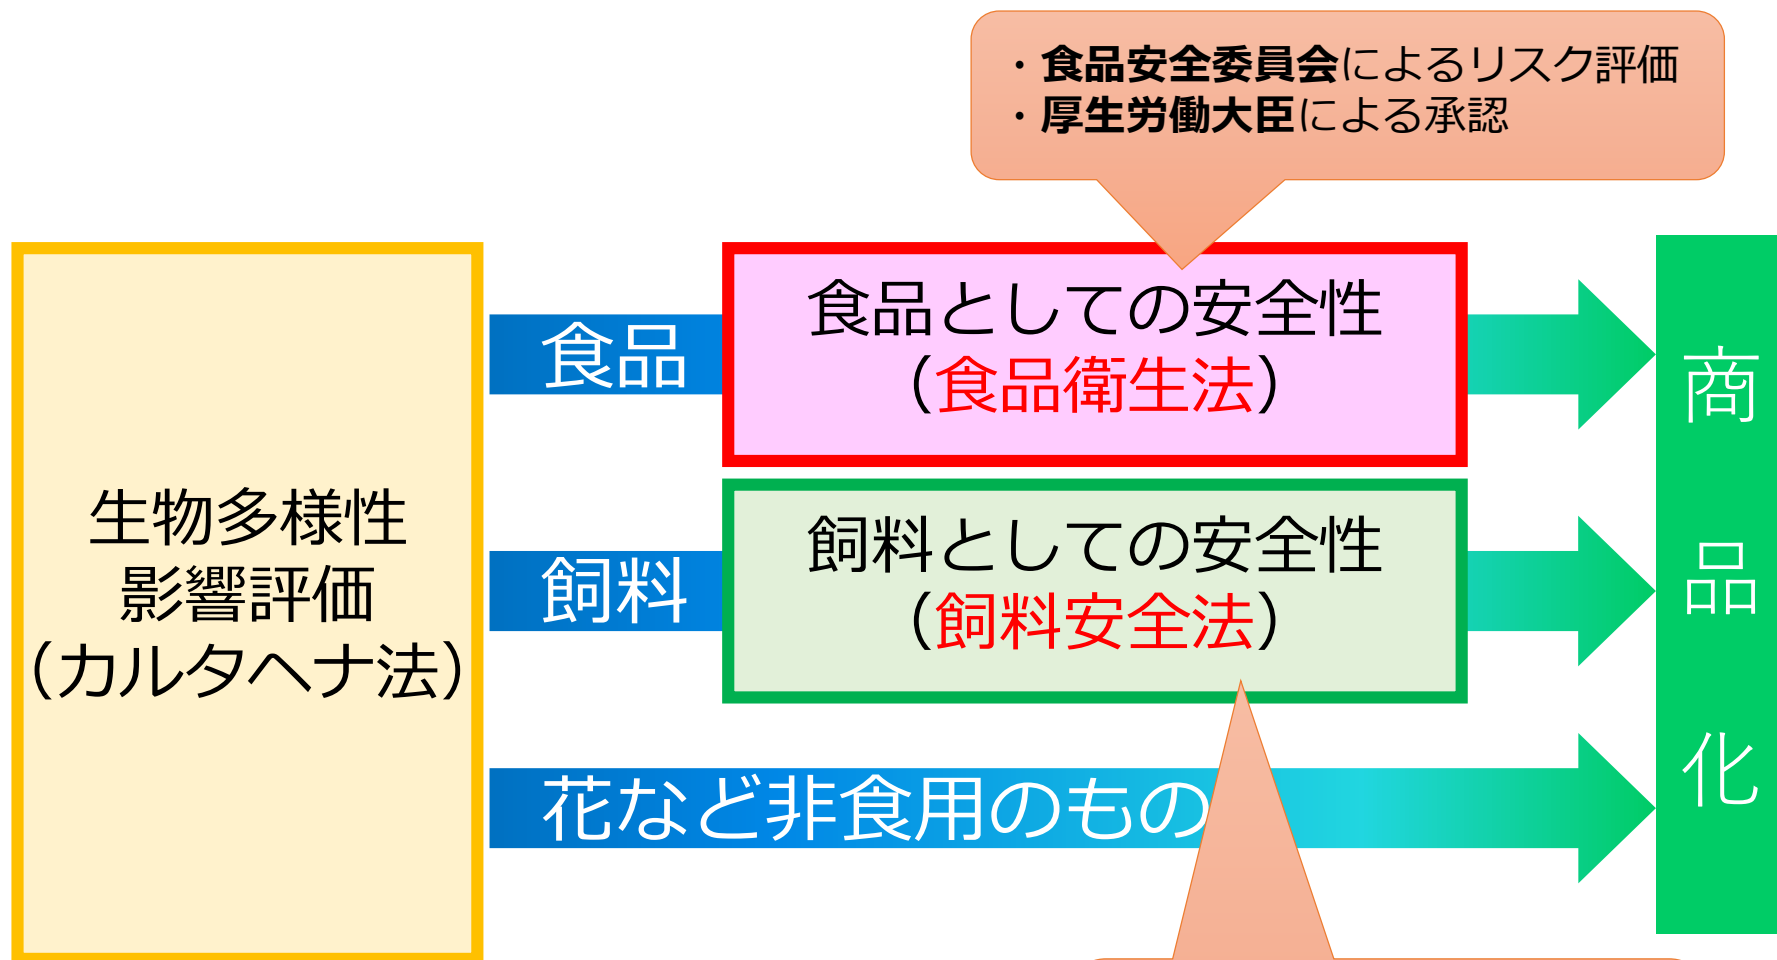 ・食品安全委員会によるリスク評価
・厚生労働大臣による承認
生物多様性
影響評価
（カルタヘナ法）
食品
食品としての安全性
（食品衛生法）
飼料
飼料としての安全性
（飼料安全法）
花など非食用のもの
商
品
化